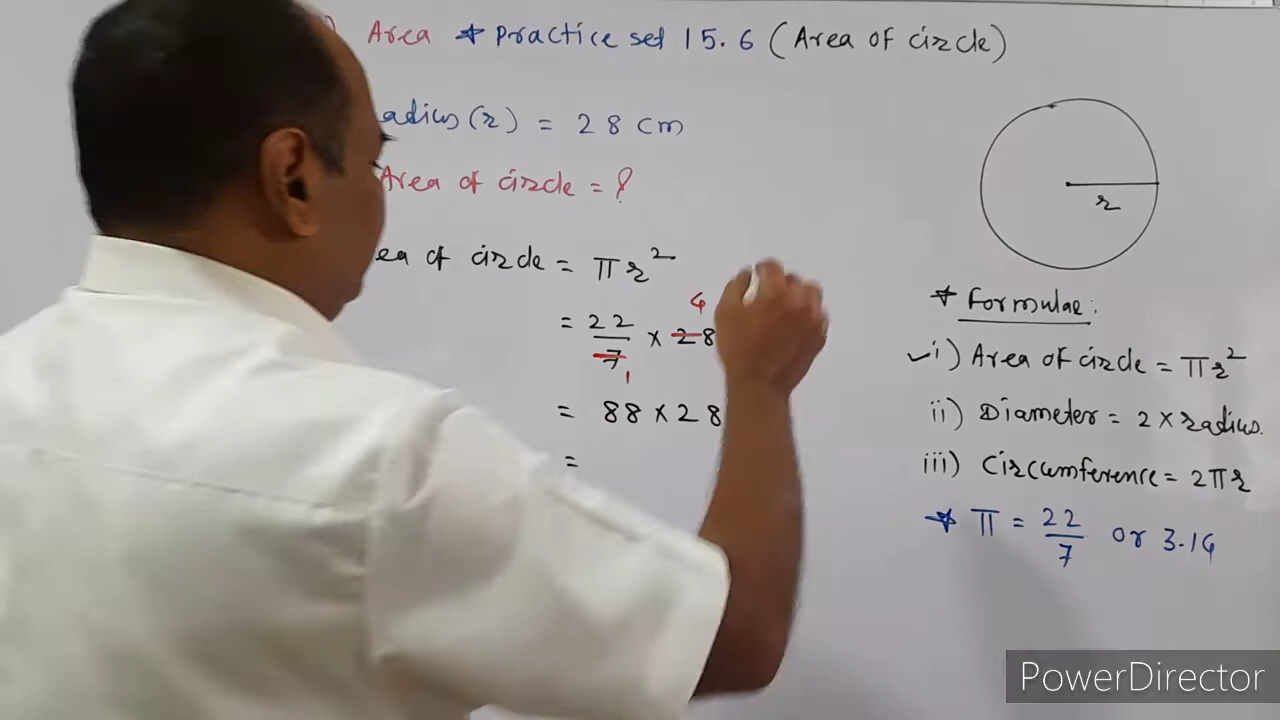 ) Area ★ Practice set 15.6 (Area of circle)
adius (r) = 28 cm
Area of circle = ?
ea of circle = πr²
= 22/7 × 28
4
1
= 88 × 28
=
r
★ Formulae:
✓i) Area of circle = πr²
ii) Diameter = 2 × radius.
iii) Circumference = 2πr
★ π = 22/7 or 3.14
PowerDirector